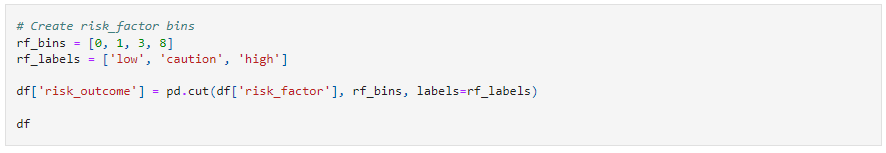 # Create risk_factor bins
rf_bins = [0, 1, 3, 8]
rf_labels = ['low', 'caution', 'high']
df['risk_outcome'] = pd.cut(df['risk_factor'], rf_bins, labels=rf_labels)
df